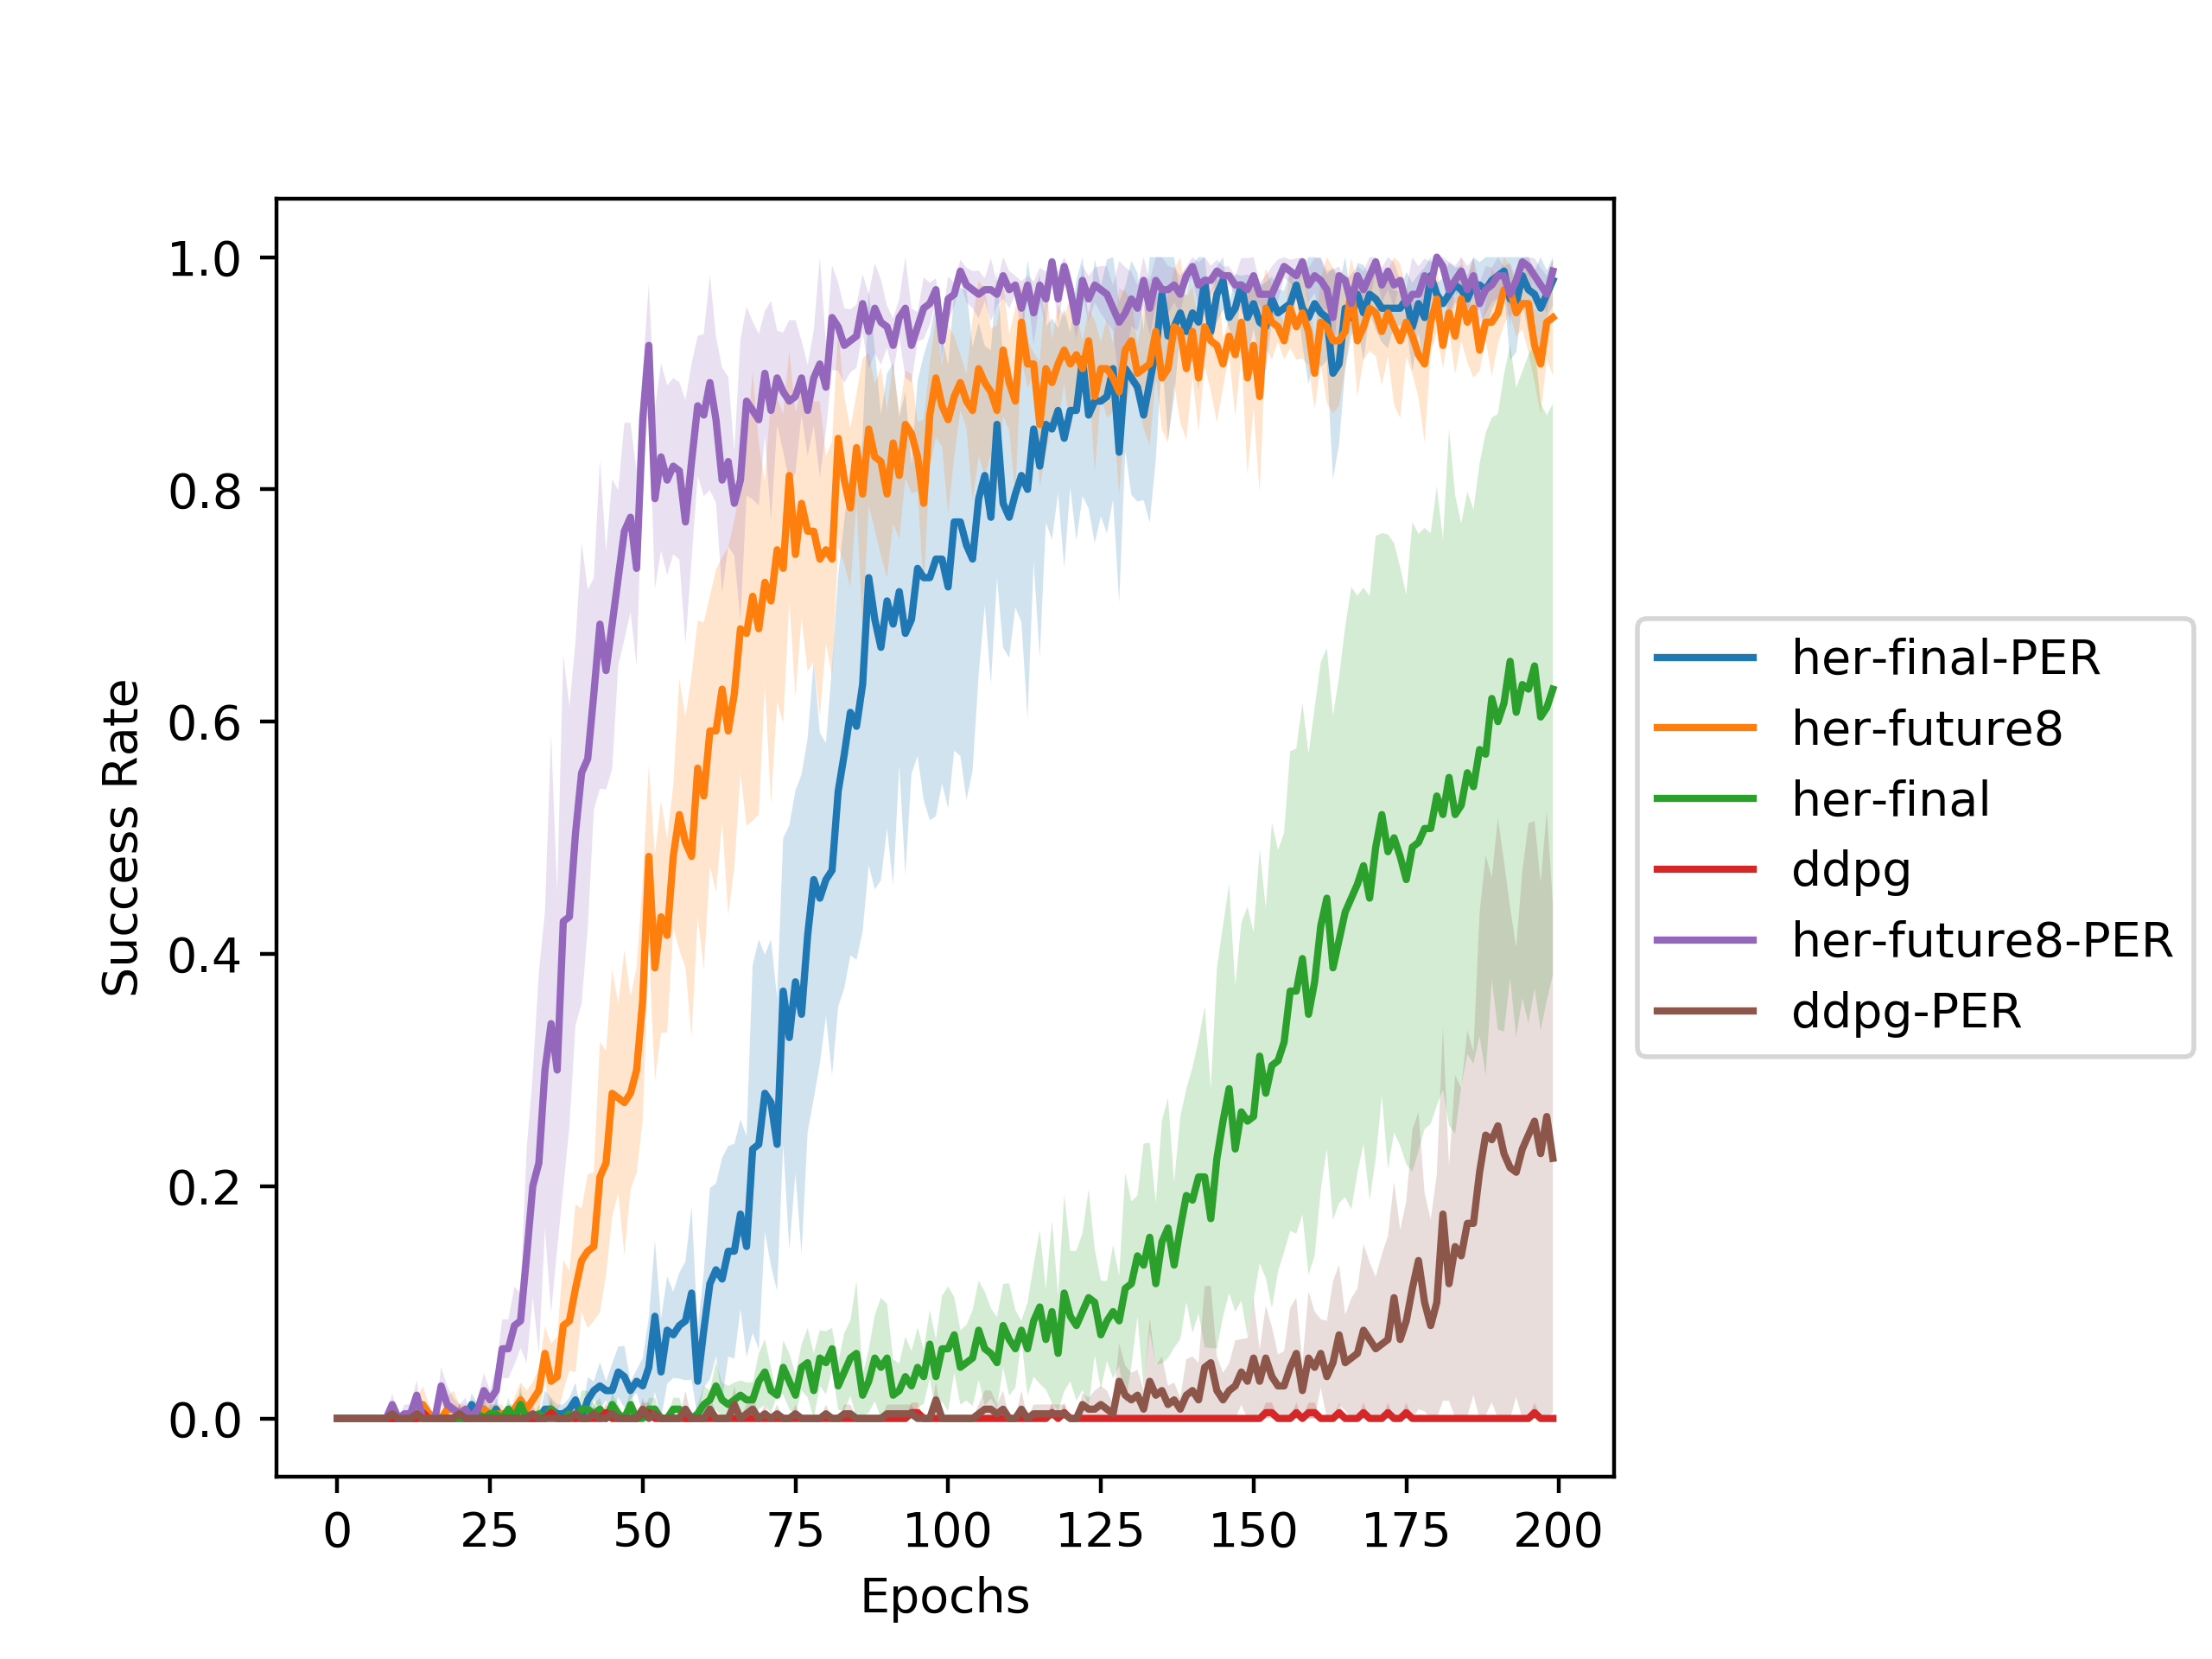 1.0
0.8
0.6
0.4
0.2
0.0
Success Rate
0 25 50 75 100 125 150 175 200
Epochs
her-final-PER
her-future8
her-final
ddpg
her-future8-PER
ddpg-PER